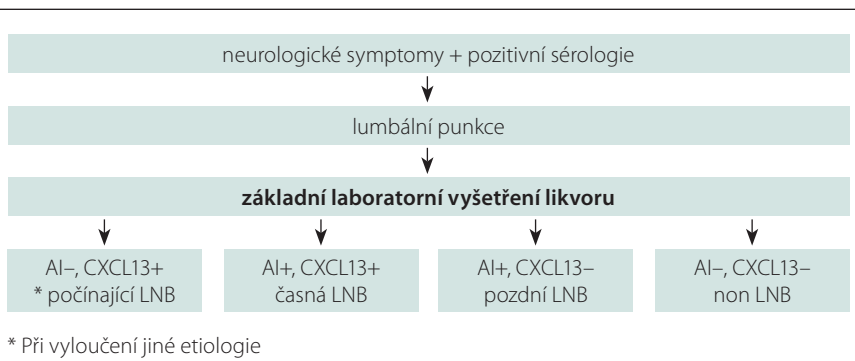 neurologické symptomy + pozitivní sérologie
lumbální punkce
základní laboratorní vyšetření likvoru
AI–, CXCL13+
* počínající LNB
AI+, CXCL13+
časná LNB
AI+, CXCL13–
pozdní LNB
AI–, CXCL13–
non LNB
* Při vyloučení jiné etiologie